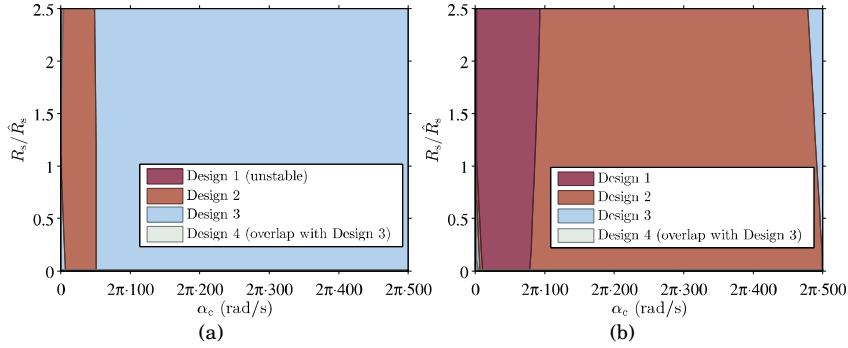 2.5
2
1.5
1
0.5
0
R_s/R̂_s
Design 1 (unstable)
Design 2
Design 3
Design 4 (overlap with Design 3)
0 2π·100 2π·200 2π·300 2π·400 2π·500
α_c (rad/s)
(a)
2.5
2
1.5
1
0.5
0
R_s/R̂_s
Design 1
Design 2
Design 3
Design 4 (overlap with Design 3)
0 2π·100 2π·200 2π·300 2π·400 2π·500
α_c (rad/s)
(b)